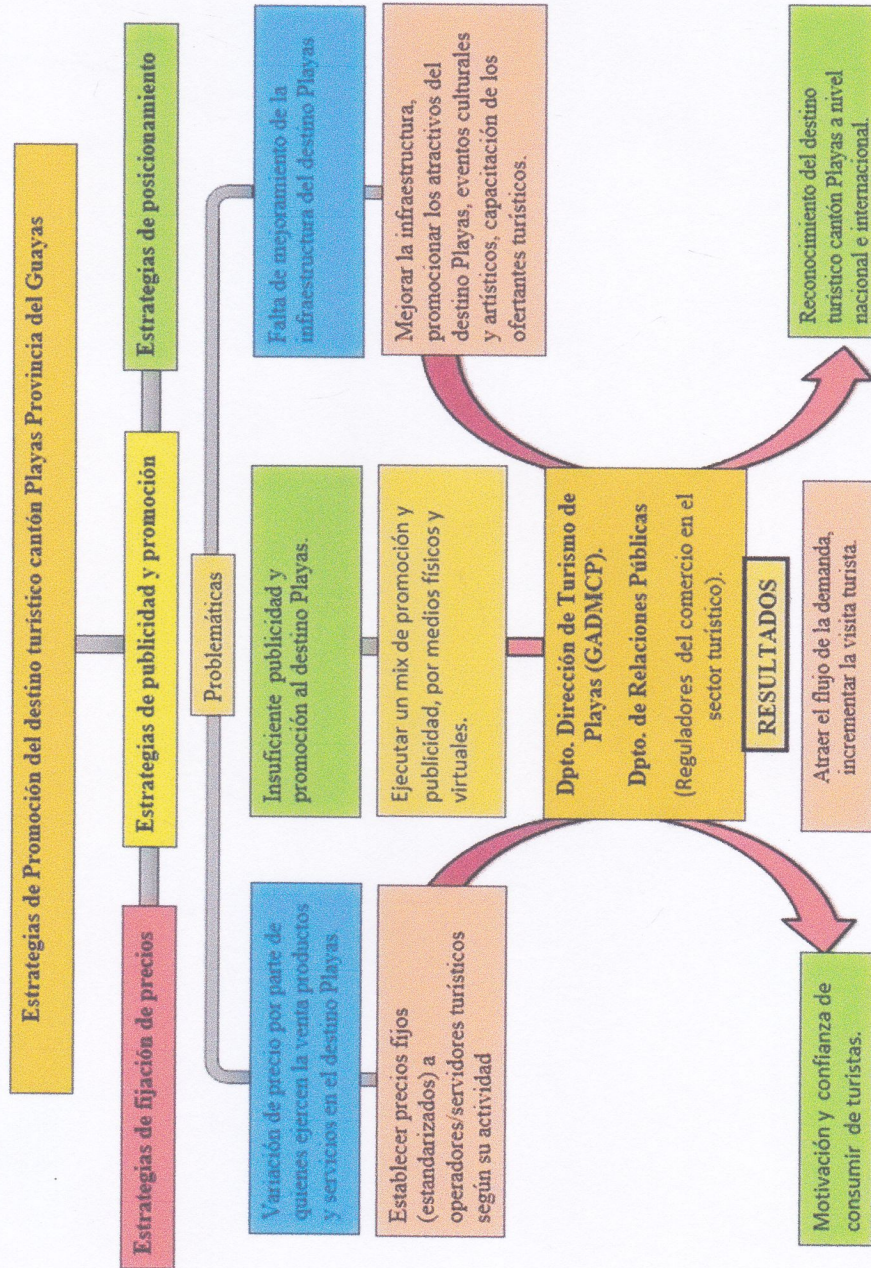 Estrategias de Promoción del destino turístico cantón Playas Provincia del Guayas
Estrategias de fijación de precios
Estrategias de publicidad y promoción
Estrategias de posicionamiento
Problemáticas
Variación de precio por parte de
quienes ejercen la venta productos
y servicios en el destino Playas.
Insuficiente publicidad y
promoción al destino Playas.
Falta de mejoramiento de la
infraestructura del destino Playas
Establecer precios fijos
(estandarizados) a
operadores/servidores turísticos
según su actividad
Ejecutar un mix de promoción y
publicidad, por medios físicos y
virtuales.
Mejorar la infraestructura,
promocionar los atractivos del
destino Playas, eventos culturales
y artísticos, capacitación de los
ofertantes turísticos.
Dpto. Dirección de Turismo de
Playas (GADMCP).
Dpto. de Relaciones Públicas
(Reguladores del comercio en el
sector turístico).
RESULTADOS
Motivación y confianza de
consumir de turistas.
Atraer el flujo de la demanda,
incrementar la visita turista.
Reconocimiento del destino
turístico cantón Playas a nivel
nacional e internacional.